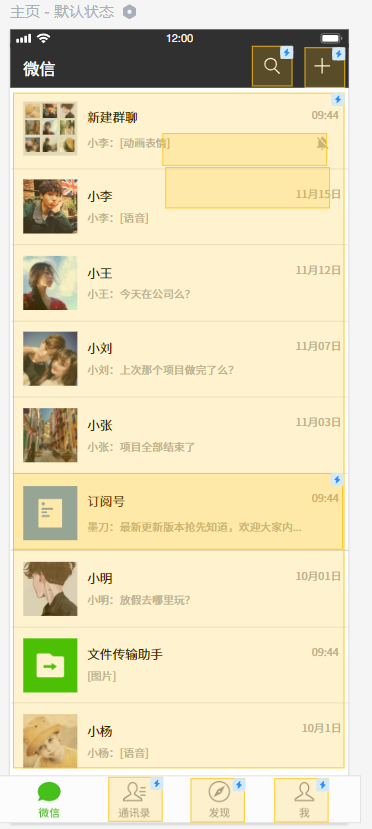 主页 - 默认状态
12:00
微信
新建群聊 09:44
小李：[动画表情]
小李 11月15日
小李：[语音]
小王 11月12日
小王：今天在公司么？
小刘 11月07日
小刘：上次那个项目做完了么？
小张 11月03日
小张：项目全部结束了
订阅号 09:44
墨刀：最新更新版本抢先知道，欢迎大家内...
小明 10月01日
小明：放假去哪里玩？
文件传输助手 09:44
[图片]
小杨 10月1日
小杨：[语音]
微信 通讯录 发现 我